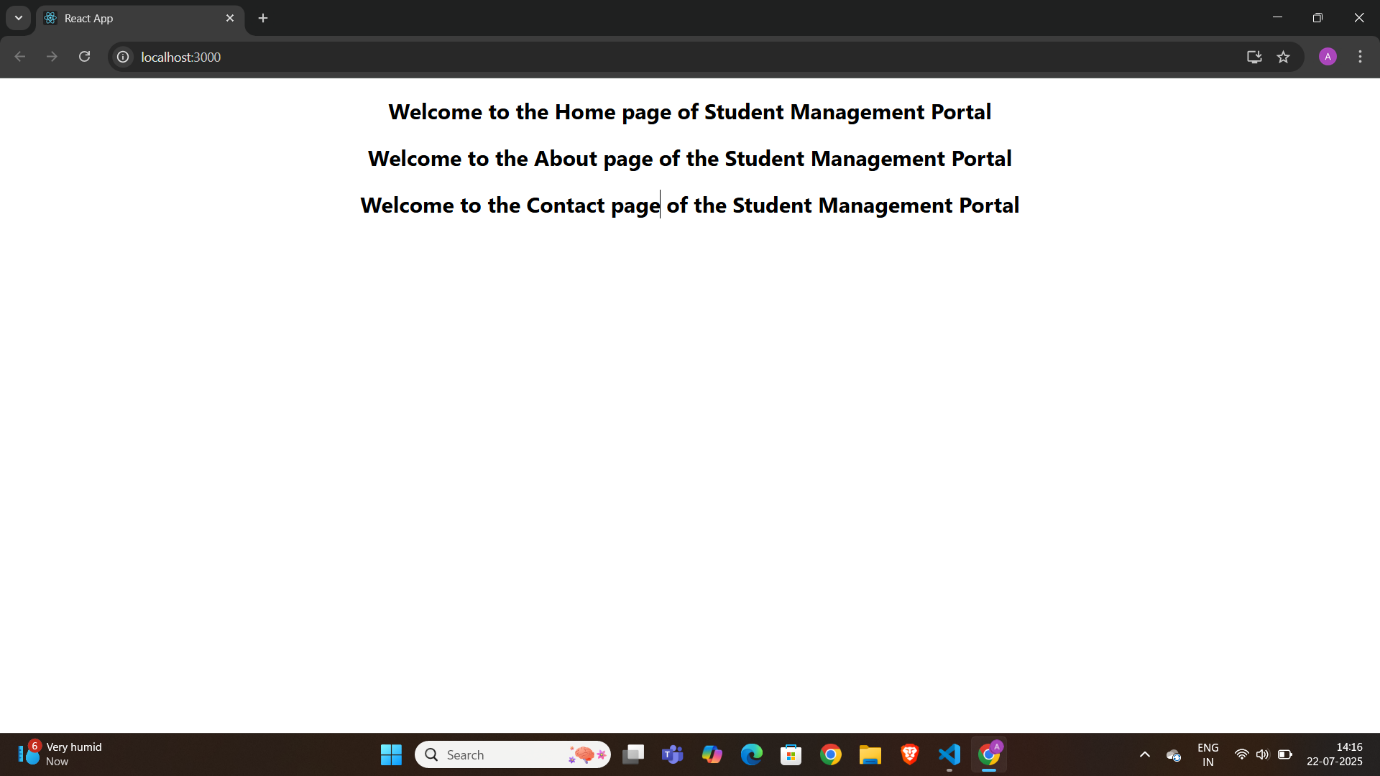 React App
localhost:3000
A
Welcome to the Home page of Student Management Portal
Welcome to the About page of the Student Management Portal
Welcome to the Contact page of the Student Management Portal
6
Very humid
Now
Search
A
ENG
IN
14:16
22-07-2025